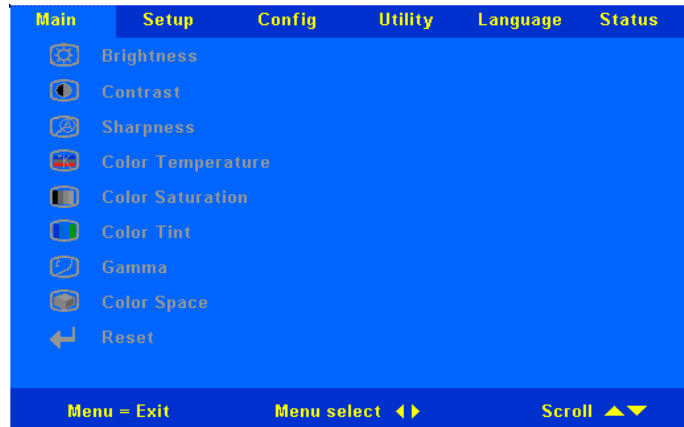 Main Setup Config Utility Language Status
Brightness
Contrast
Sharpness
Color Temperature
Color Saturation
Color Tint
Gamma
Color Space
Reset
Menu = Exit Menu select Scroll